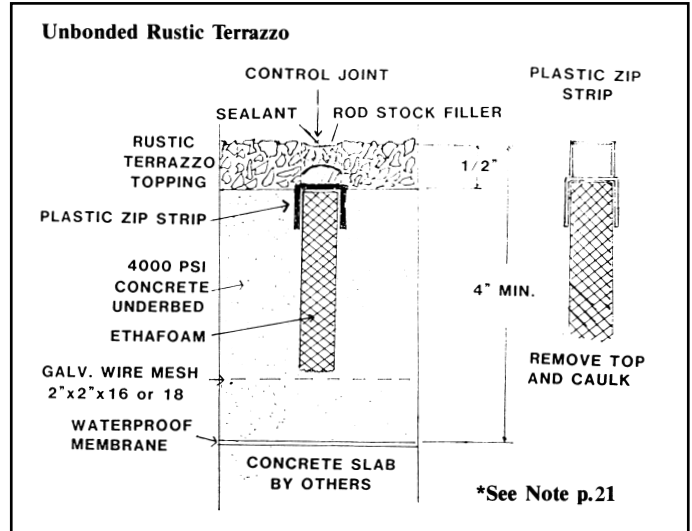 Unbonded Rustic Terrazzo
CONTROL JOINT
SEALANT
ROD STOCK FILLER
RUSTIC
TERRAZZO
TOPPING
PLASTIC ZIP STRIP
4000 PSI
CONCRETE
UNDERBED
ETHAFOAM
GALV. WIRE MESH
2"x2"x16 or 18
WATERPROOF
MEMBRANE
CONCRETE SLAB
BY OTHERS
1/2"
4" MIN.
PLASTIC ZIP
STRIP
REMOVE TOP
AND CAULK
*See Note p.21